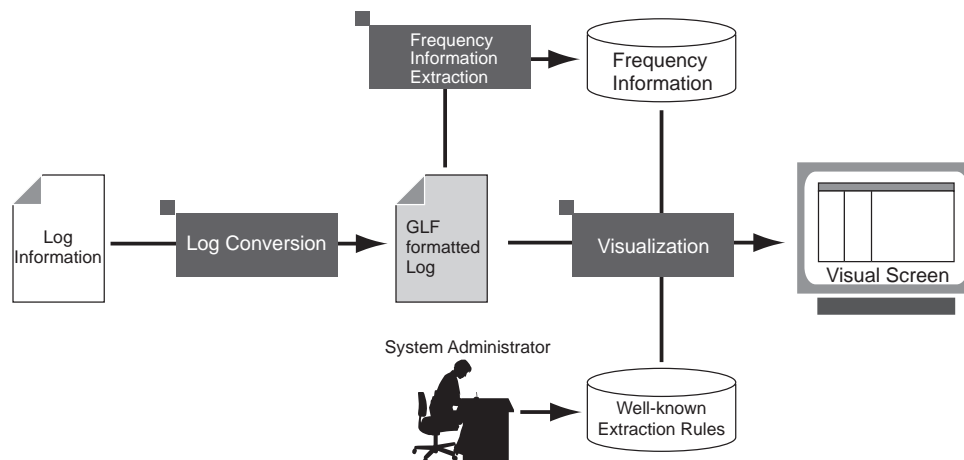 Frequency
Information
Extraction
Frequency
Information
Log
Information
Log Conversion
GLF
formatted
Log
Visualization
Visual Screen
System Administrator
Well-known
Extraction Rules